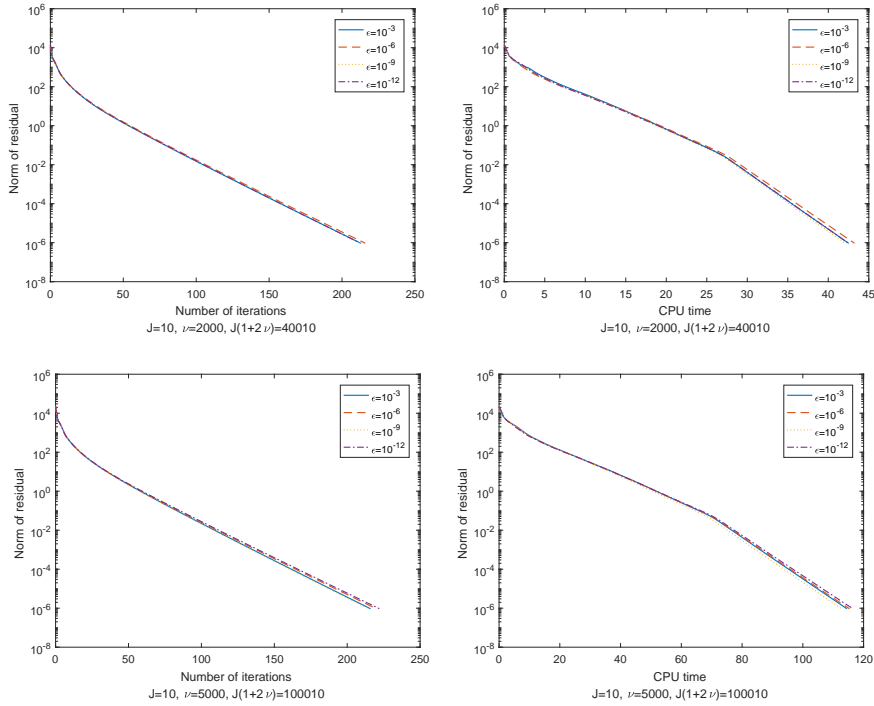 10^6
10^4
10^2
10^0
10^-2
10^-4
10^-6
10^-8
Norm of residual
0 50 100 150 200 250
Number of iterations
J=10, ν=2000, J(1+2ν)=40010
ϵ=10^-3
ϵ=10^-6
ϵ=10^-9
ϵ=10^-12
10^6
10^4
10^2
10^0
10^-2
10^-4
10^-6
10^-8
Norm of residual
0 5 10 15 20 25 30 35 40 45
CPU time
J=10, ν=2000, J(1+2ν)=40010
ϵ=10^-3
ϵ=10^-6
ϵ=10^-9
ϵ=10^-12
10^6
10^4
10^2
10^0
10^-2
10^-4
10^-6
10^-8
Norm of residual
0 50 100 150 200 250
Number of iterations
J=10, ν=5000, J(1+2ν)=100010
ϵ=10^-3
ϵ=10^-6
ϵ=10^-9
ϵ=10^-12
10^6
10^4
10^2
10^0
10^-2
10^-4
10^-6
10^-8
Norm of residual
0 20 40 60 80 100 120
CPU time
J=10, ν=5000, J(1+2ν)=100010
ϵ=10^-3
ϵ=10^-6
ϵ=10^-9
ϵ=10^-12